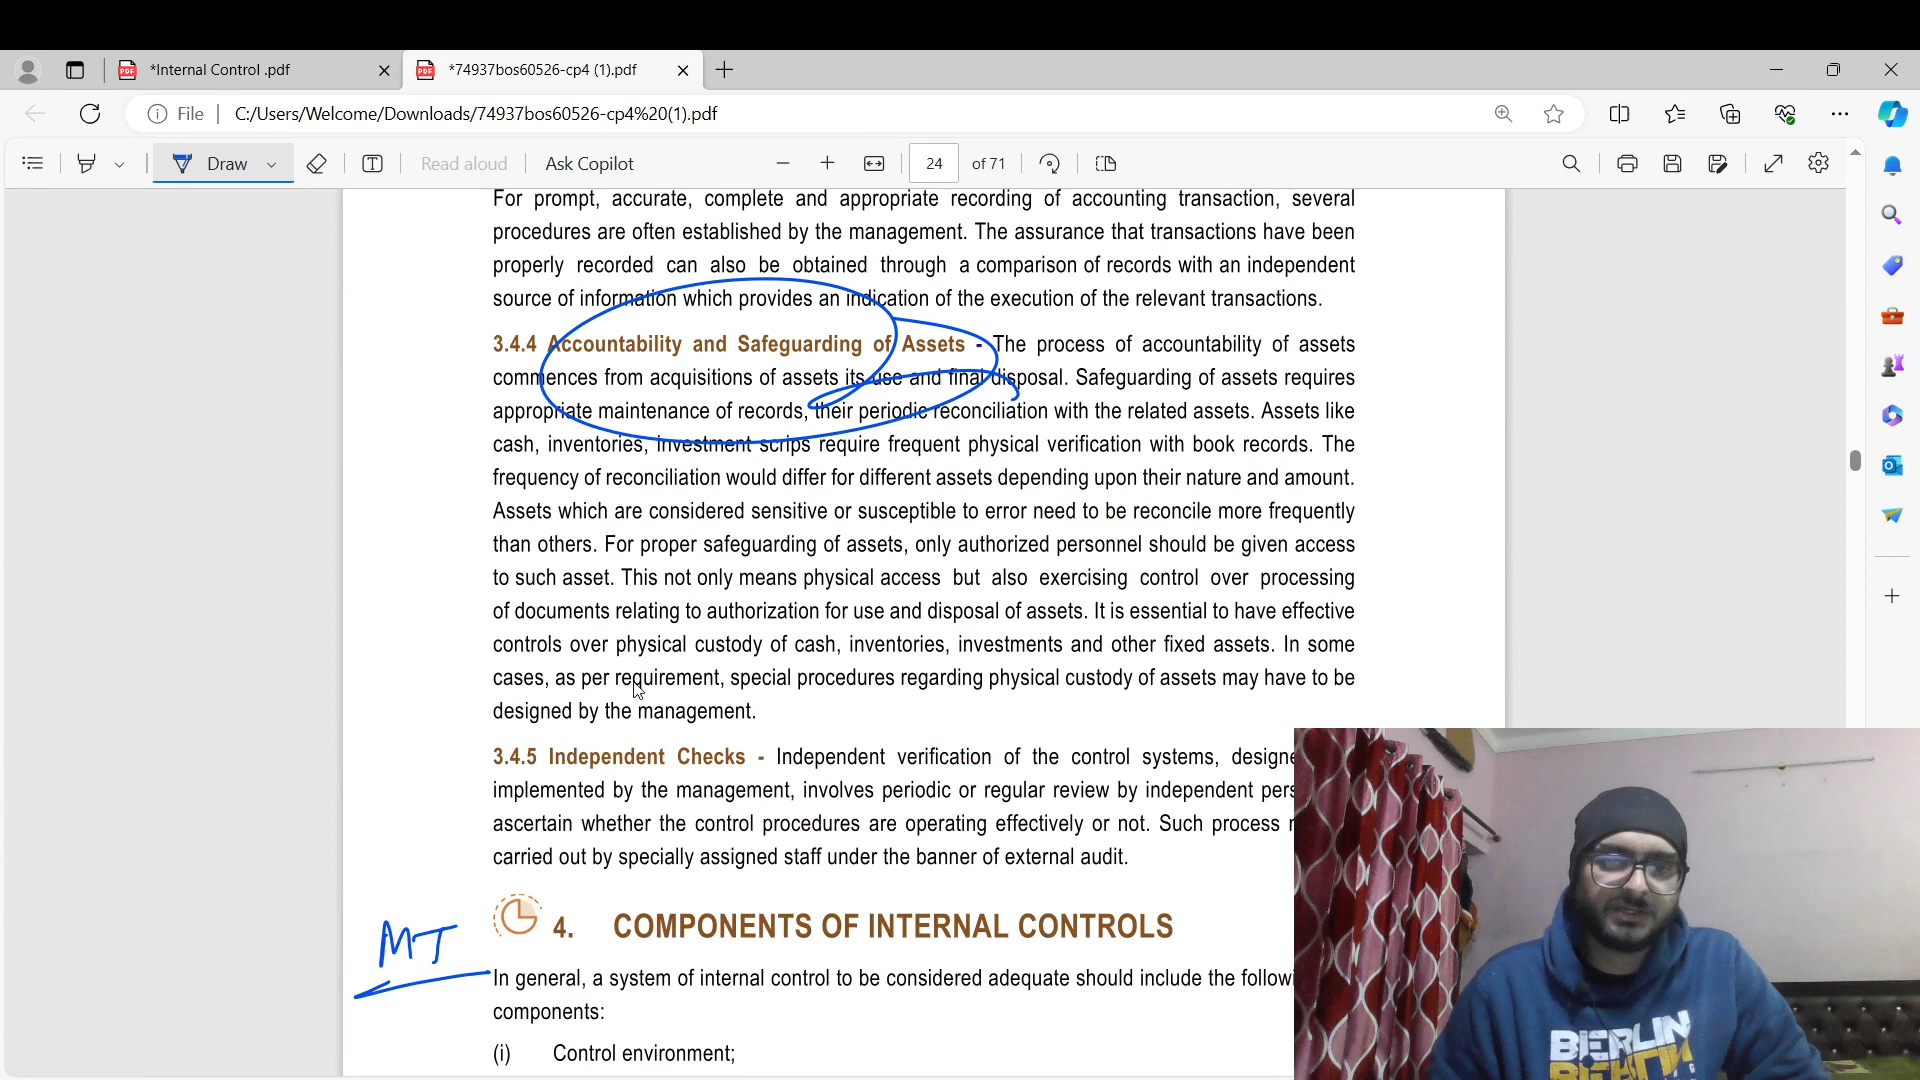 *Internal Control .pdf
*74937bos60526-cp4 (1).pdf
File
C:/Users/Welcome/Downloads/74937bos60526-cp4%20(1).pdf
Draw
Read aloud
Ask Copilot
24
of 71
For prompt, accurate, complete and appropriate recording of accounting transaction, several
procedures are often established by the management. The assurance that transactions have been
properly recorded can also be obtained through a comparison of records with an independent
source of information which provides an indication of the execution of the relevant transactions.
3.4.4 Accountability and Safeguarding of Assets - The process of accountability of assets
commences from acquisitions of assets its use and final disposal. Safeguarding of assets requires
appropriate maintenance of records, their periodic reconciliation with the related assets. Assets like
cash, inventories, investment scrips require frequent physical verification with book records. The
frequency of reconciliation would differ for different assets depending upon their nature and amount.
Assets which are considered sensitive or susceptible to error need to be reconcile more frequently
than others. For proper safeguarding of assets, only authorized personnel should be given access
to such asset. This not only means physical access but also exercising control over processing
of documents relating to authorization for use and disposal of assets. It is essential to have effective
controls over physical custody of cash, inventories, investments and other fixed assets. In some
cases, as per requirement, special procedures regarding physical custody of assets may have to be
designed by the management.
3.4.5 Independent Checks - Independent verification of the control systems, designe
implemented by the management, involves periodic or regular review by independent pers
ascertain whether the control procedures are operating effectively or not. Such process
carried out by specially assigned staff under the banner of external audit.
4. COMPONENTS OF INTERNAL CONTROLS
MT
In general, a system of internal control to be considered adequate should include the followi
components:
(i) Control environment;
BERLIN